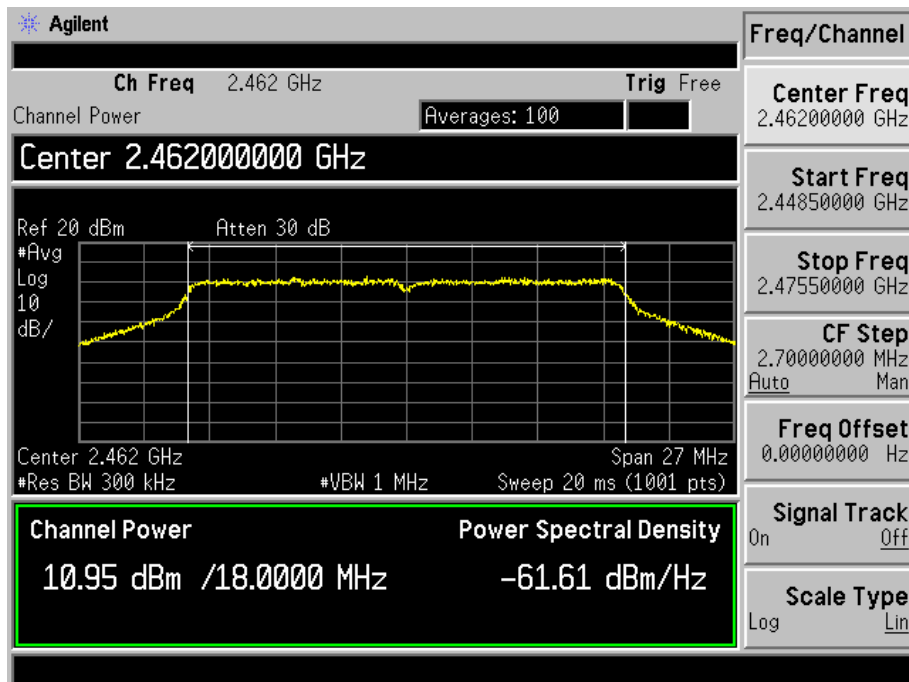 Agilent
Freq/Channel
Ch Freq 2.462 GHz Trig Free
Channel Power Averages: 100
Center 2.462000000 GHz
Ref 20 dBm Atten 30 dB
#Avg
Log
10
dB/
Center 2.462 GHz Span 27 MHz
#Res BW 300 kHz #VBW 1 MHz Sweep 20 ms (1001 pts)
Channel Power Power Spectral Density
10.95 dBm /18.0000 MHz -61.61 dBm/Hz
Center Freq
2.46200000 GHz
Start Freq
2.44850000 GHz
Stop Freq
2.47550000 GHz
CF Step
2.70000000 MHz
Auto Man
Freq Offset
0.00000000 Hz
Signal Track
On Off
Scale Type
Log Lin